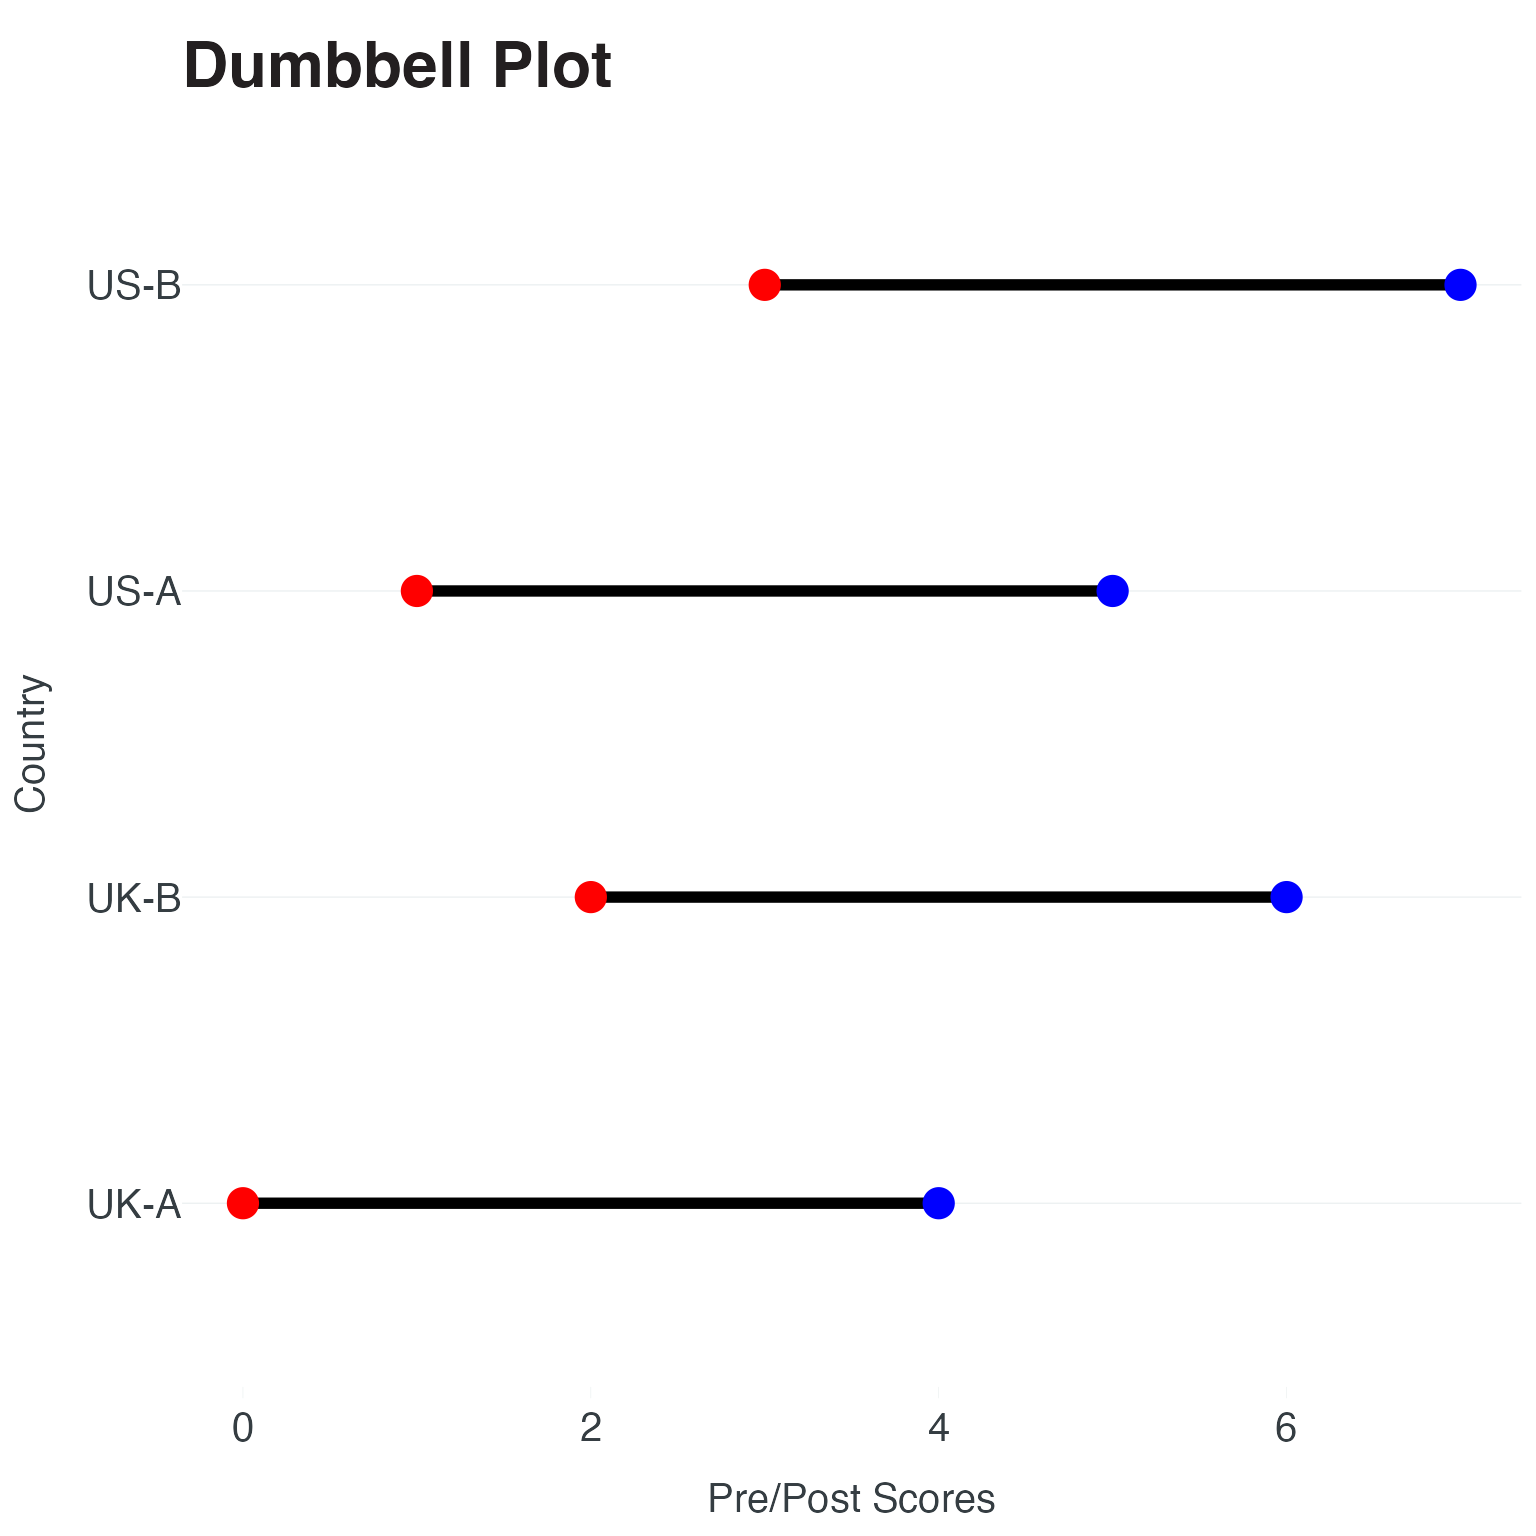 Dumbbell Plot
US-B
US-A
UK-B
UK-A
Country
0 2 4 6
Pre/Post Scores